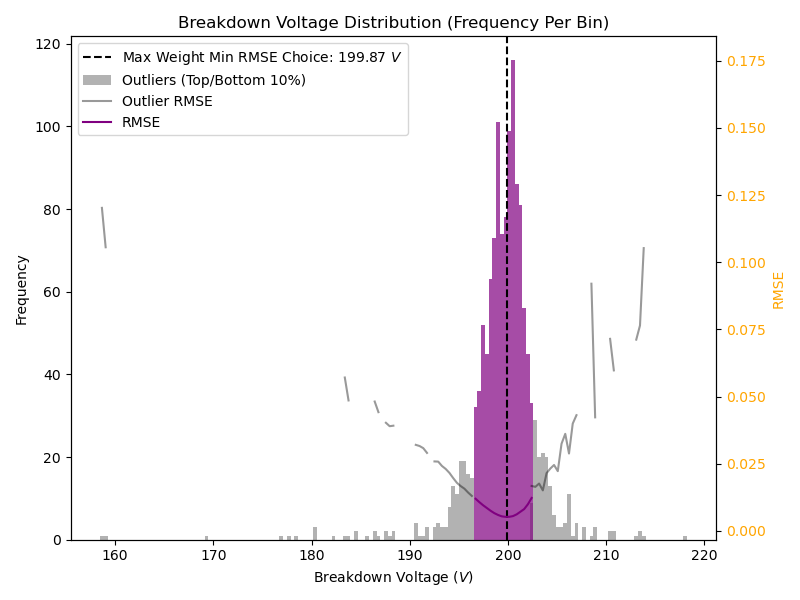 Breakdown Voltage Distribution (Frequency Per Bin)
Max Weight Min RMSE Choice: 199.87 V
Outliers (Top/Bottom 10%)
Outlier RMSE
RMSE
120
100
80
60
40
20
0
Frequency
0.175
0.150
0.125
0.100
0.075
0.050
0.025
0.000
RMSE
160 170 180 190 200 210 220
Breakdown Voltage (V)